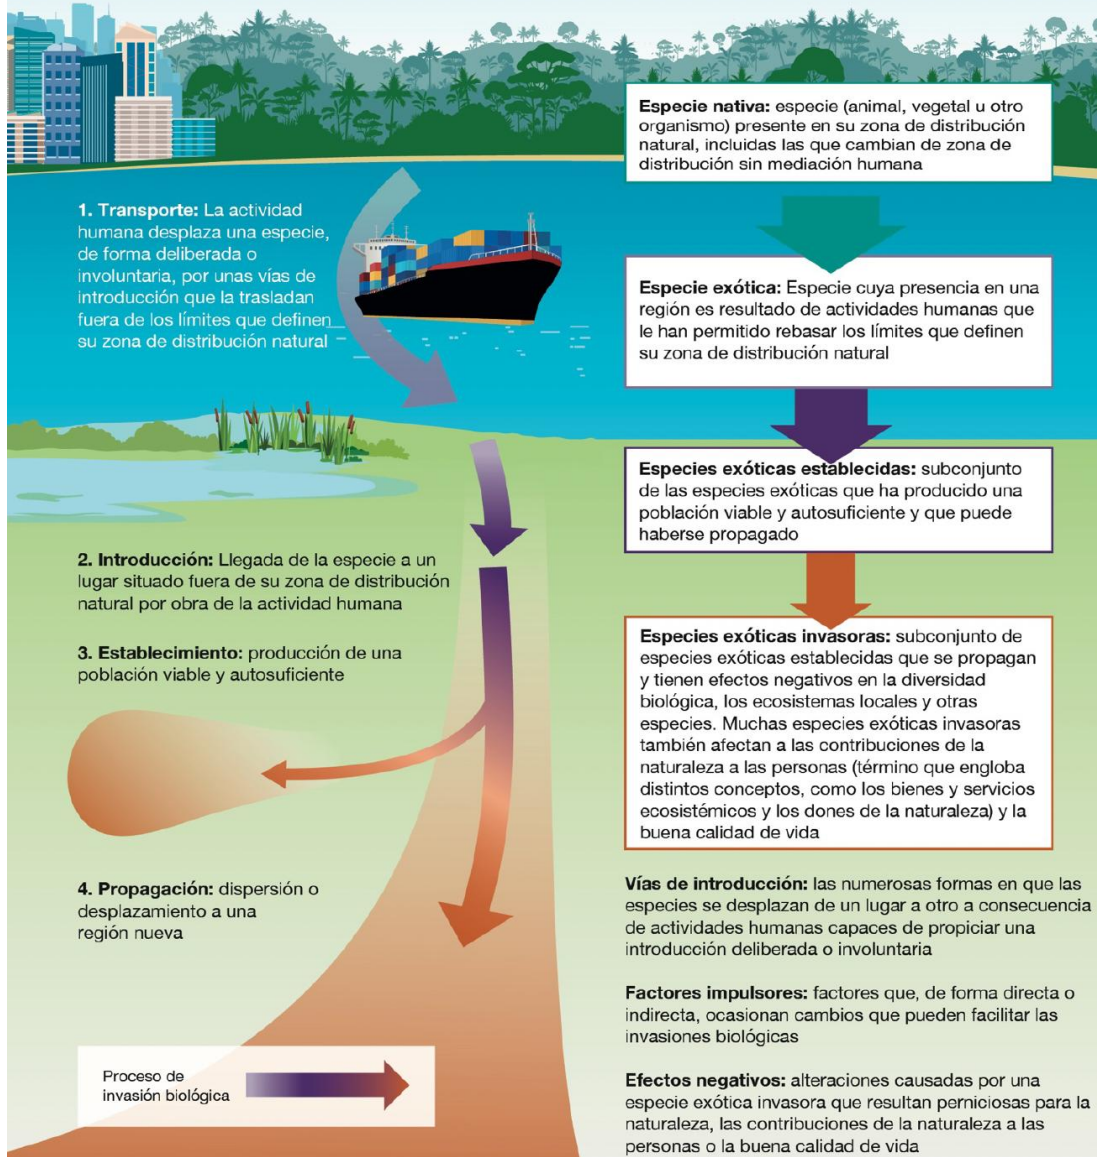 1. Transporte: La actividad
humana desplaza una especie,
de forma deliberada o
involuntaria, por unas vías de
introducción que la trasladan
fuera de los límites que definen
su zona de distribución natural
2. Introducción: Llegada de la especie a un
lugar situado fuera de su zona de distribución
natural por obra de la actividad humana
3. Establecimiento: producción de una
población viable y autosuficiente
4. Propagación: dispersión o
desplazamiento a una
región nueva
Proceso de
invasión biológica
Especie nativa: especie (animal, vegetal u otro
organismo) presente en su zona de distribución
natural, incluidas las que cambian de zona de
distribución sin mediación humana
Especie exótica: Especie cuya presencia en una
región es resultado de actividades humanas que
le han permitido rebasar los límites que definen
su zona de distribución natural
Especies exóticas establecidas: subconjunto
de las especies exóticas que ha producido una
población viable y autosuficiente y que puede
haberse propagado
Especies exóticas invasoras: subconjunto de
especies exóticas establecidas que se propagan
y tienen efectos negativos en la diversidad
biológica, los ecosistemas locales y otras
especies. Muchas especies exóticas invasoras
también afectan a las contribuciones de la
naturaleza a las personas (término que engloba
distintos conceptos, como los bienes y servicios
ecosistémicos y los dones de la naturaleza) y la
buena calidad de vida
Vías de introducción: las numerosas formas en que las
especies se desplazan de un lugar a otro a consecuencia
de actividades humanas capaces de propiciar una
introducción deliberada o involuntaria
Factores impulsores: factores que, de forma directa o
indirecta, ocasionan cambios que pueden facilitar las
invasiones biológicas
Efectos negativos: alteraciones causadas por una
especie exótica invasora que resultan perniciosas para la
naturaleza, las contribuciones de la naturaleza a las
personas o la buena calidad de vida